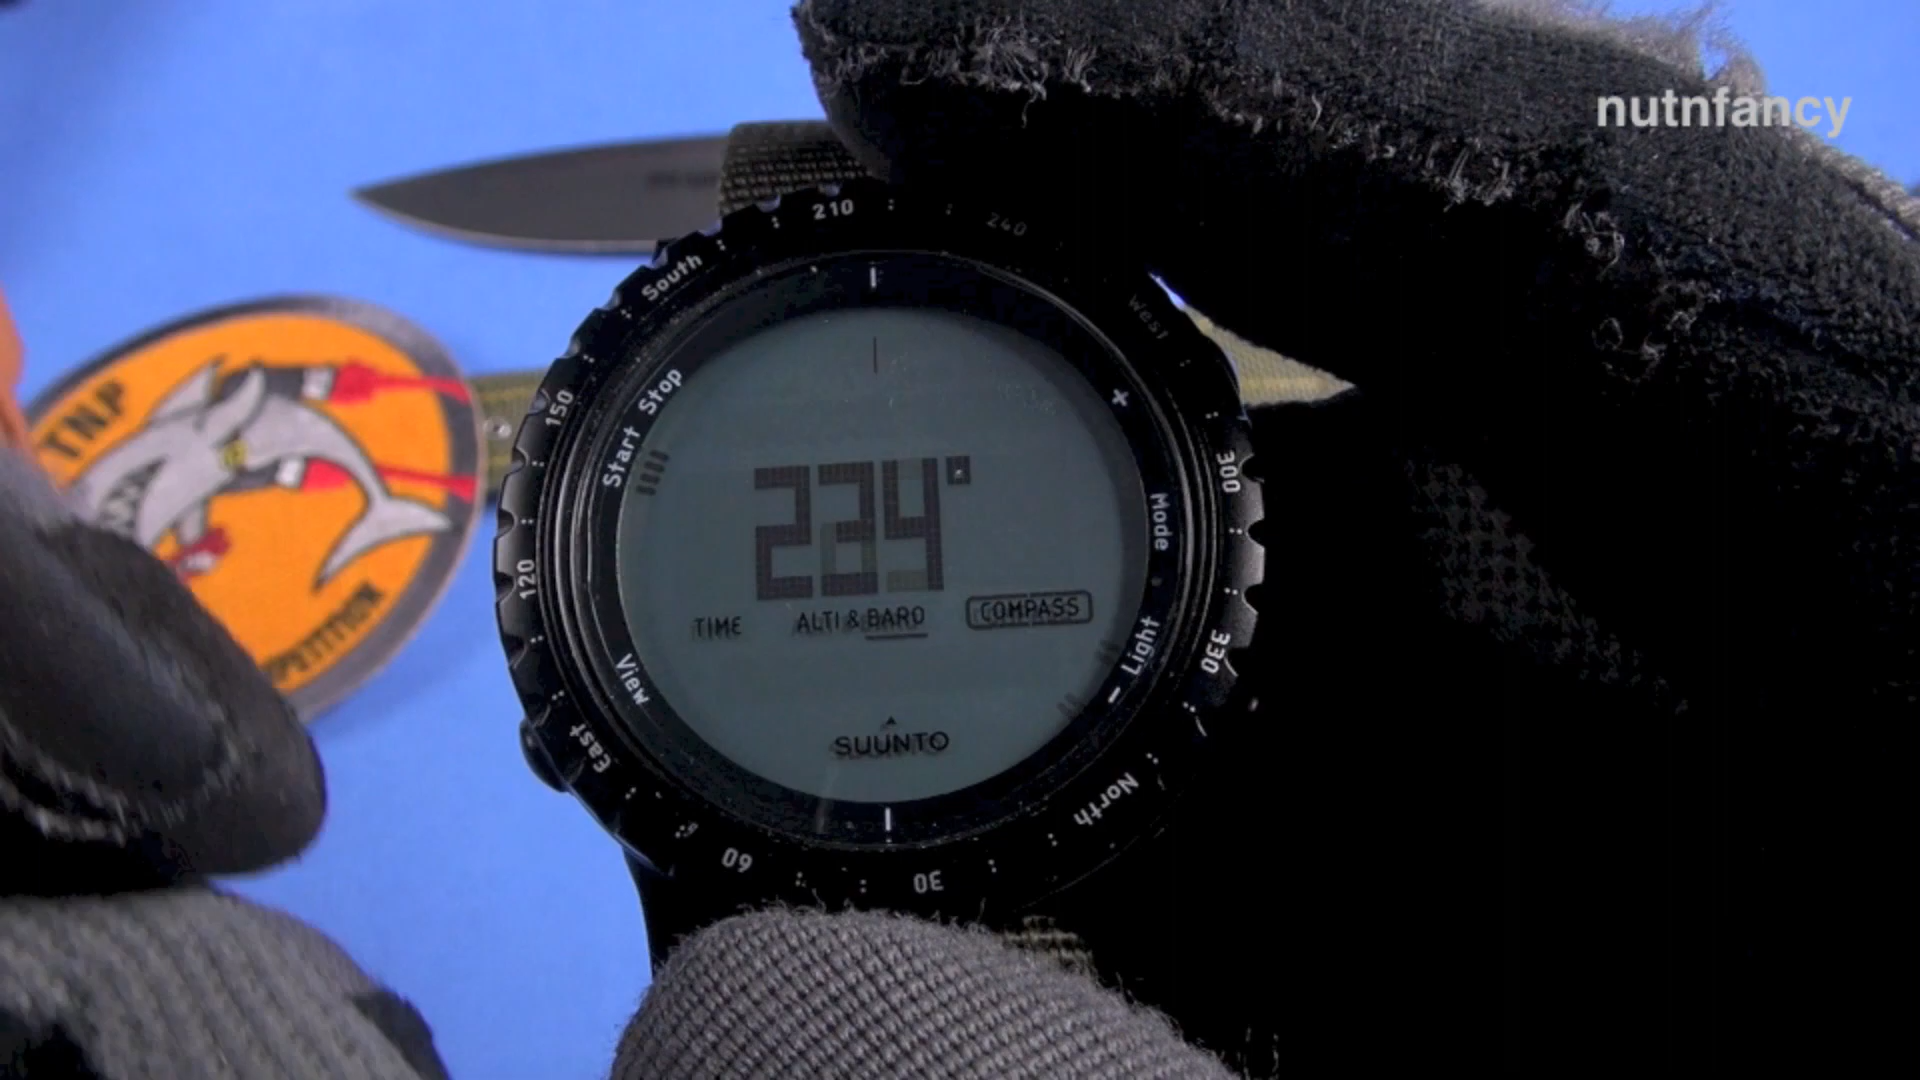 nutnfancy
210
240
South
West
Stop
150
Start
TNP
+
300
Mode
224°
120
TIME
ALTI & BARO
COMPASS
Light
-
330
View
East
SUUNTO
North
60
30